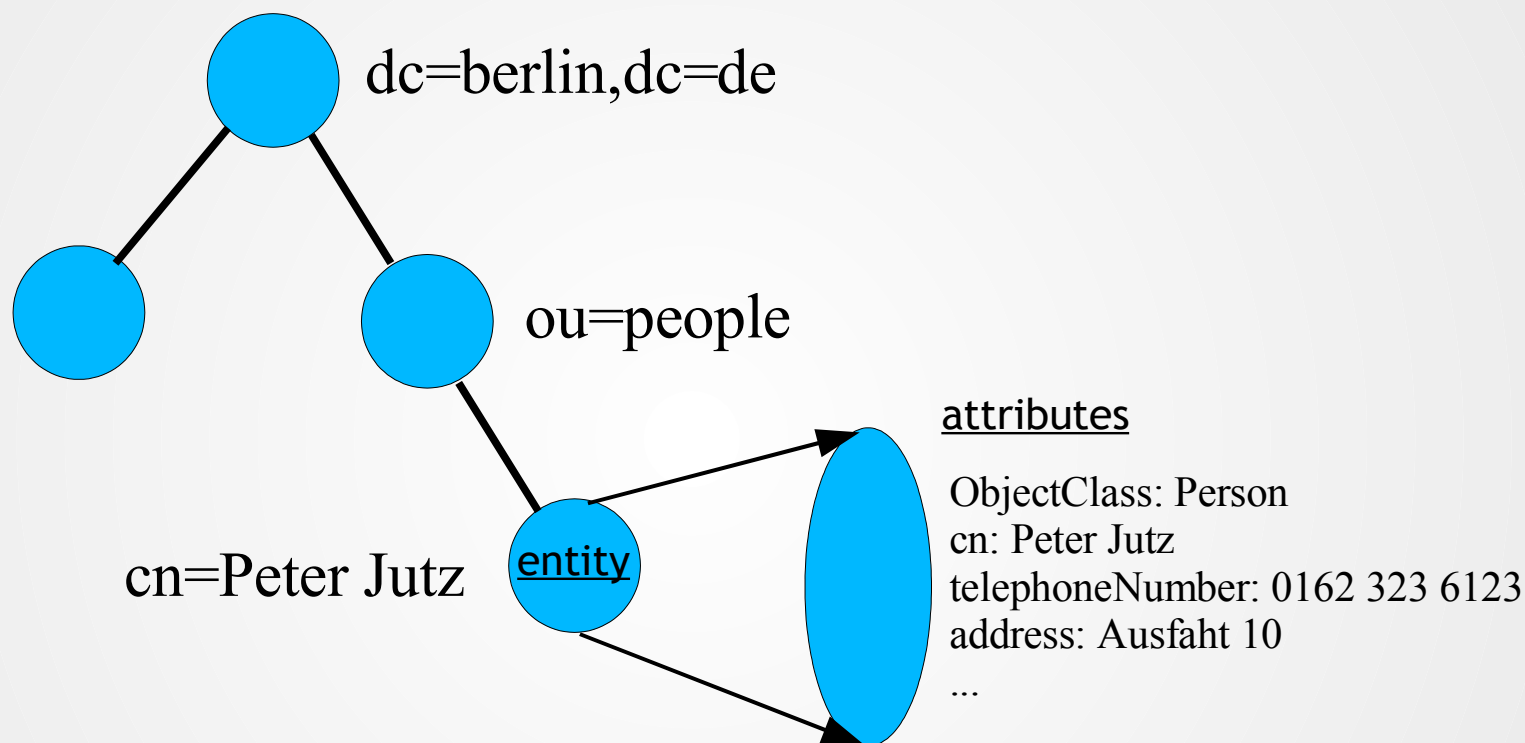 dc=berlin,dc=de
ou=people
attributes
ObjectClass: Person
cn: Peter Jutz
telephoneNumber: 0162 323 6123
address: Ausfaht 10
...
cn=Peter Jutz
entity